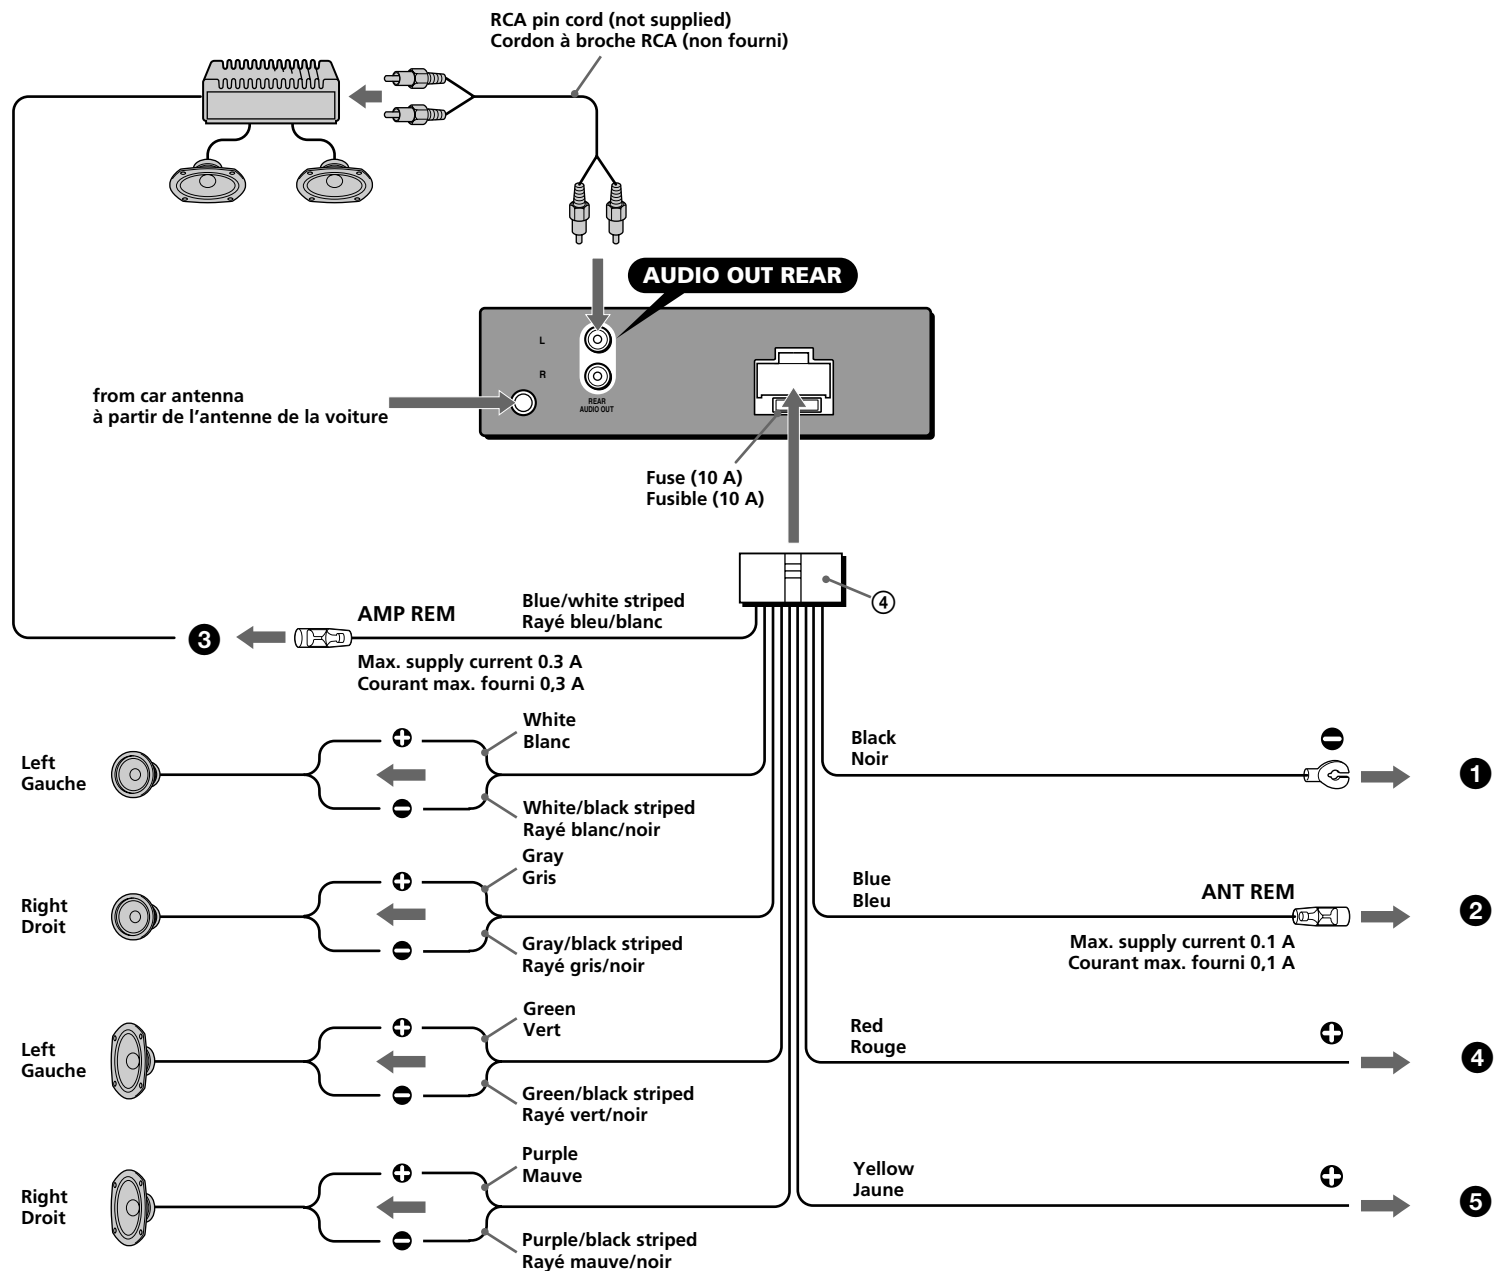 RCA pin cord (not supplied)
Cordon à broche RCA (non fourni)
AUDIO OUT REAR
L
R
REAR
AUDIO OUT
from car antenna
à partir de l’antenne de la voiture
Fuse (10 A)
Fusible (10 A)
④
AMP REM
Blue/white striped
Rayé bleu/blanc
❸
Max. supply current 0.3 A
Courant max. fourni 0,3 A
White
Blanc
Left
Gauche
White/black striped
Rayé blanc/noir
Black
Noir
❶
Gray
Gris
Right
Droit
Gray/black striped
Rayé gris/noir
Blue
Bleu
ANT REM
❷
Max. supply current 0.1 A
Courant max. fourni 0,1 A
Green
Vert
Left
Gauche
Green/black striped
Rayé vert/noir
Red
Rouge
❹
Purple
Mauve
Right
Droit
Purple/black striped
Rayé mauve/noir
Yellow
Jaune
❺